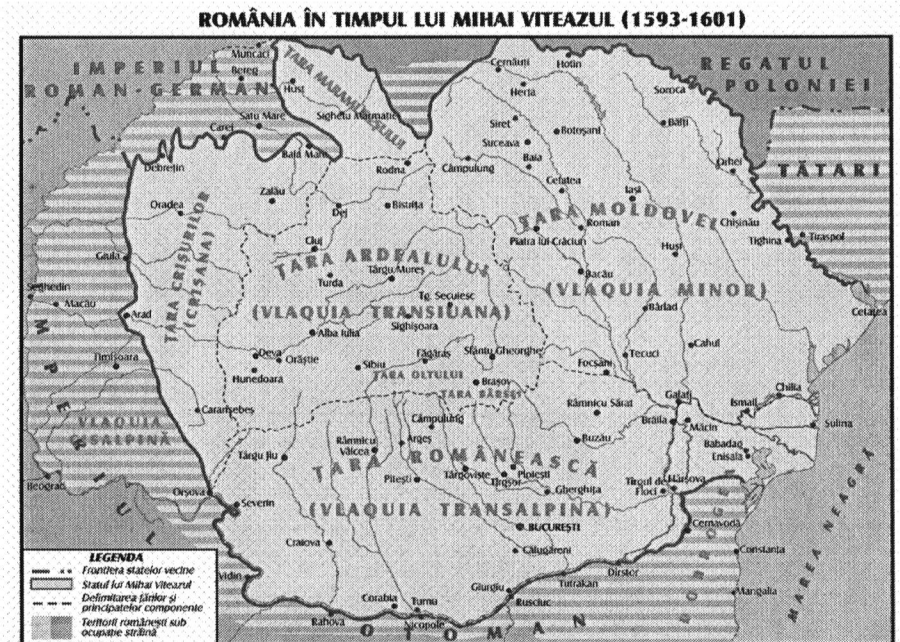 ROMÂNIA ÎN TIMPUL LUI MIHAI VITEAZUL (1593-1601)
IMPERIUL
ROMAN-GERMAN
REGATUL
POLONIEI
TĂTARI
ȚARA MARAMUREȘULUI
Muncaci
Bereg
Hust
Sighetu Marmației
Satu Mare
Carei
Baia Mare
Debrețin
Cernăuți
Hotin
Herța
Soroca
Siret
Botoșani
Bălți
Suceava
Baia
Orhei
Rodna
Câmpulung
Zalău
Oradea
Dej
Bistrița
Iași
ȚARA MOLDOVEI
Roman
Chișinău
Piatra lui Crăciun
Tighina
Tiraspol
ȚARA CRIȘURILOR
(CRIȘANA)
Cluj
ȚARA ARDEALULUI
Târgu Mureș
Turda
Huși
Bacău
(VLAQUIA MINOR)
Giula
Seghedin
Macău
Arad
Tg. Secuiesc
(VLAQUIA TRANSILIANA)
Sighișoara
Alba Iulia
Bârlad
Cetatea
Timișoara
Deva
Orăștie
Hunedoara
Sibiu
Făgăraș
Sfântu Gheorghe
ȚARA OLTULUI
Brașov
ȚARA BÂRSEI
Focșani
Tecuci
Cahul
Caransebeș
Câmpulung
Râmnicu Sărat
Galați
Ismail
Chilia
Sulina
VLAQUIA
Brăila
Măcin
Buzău
Babadag
Enisala
Târgu Jiu
Râmnicu
Vâlcea
Argeș
ȚARA ROMÂNEASCĂ
Pitești
Târgoviște
Ploiești
Gherghița
Tîrgul de
Floci
Hârșova
Beograd
Orșova
Severin
(VLAQUIA TRANSALPINA)
BUCUREȘTI
Cernavodă
Constanța
Craiova
Călugăreni
MAREA NEAGRĂ
Vidin
Giurgiu
Tutrakan
Dîrstor
Mangalia
Corabia
Turnu
Rusciuc
Rahova
Nicopole
OTOMAN
LEGENDA
Frontiera statelor vecine
Statul lui Mihai Viteazul
Delimitarea țărilor și
principatelor componente
Teritorii românești sub
ocupație străină